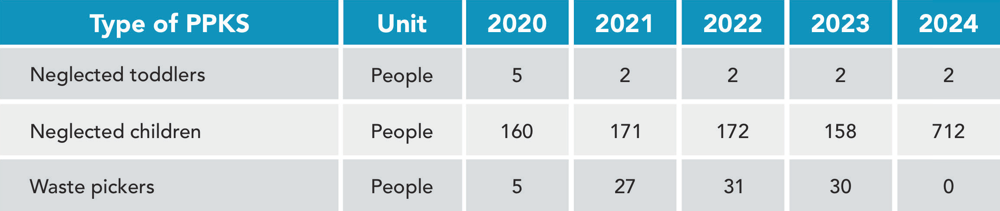 Type of PPKS Unit 2020 2021 2022 2023 2024
Neglected toddlers People 5 2 2 2 2
Neglected children People 160 171 172 158 712
Waste pickers People 5 27 31 30 0